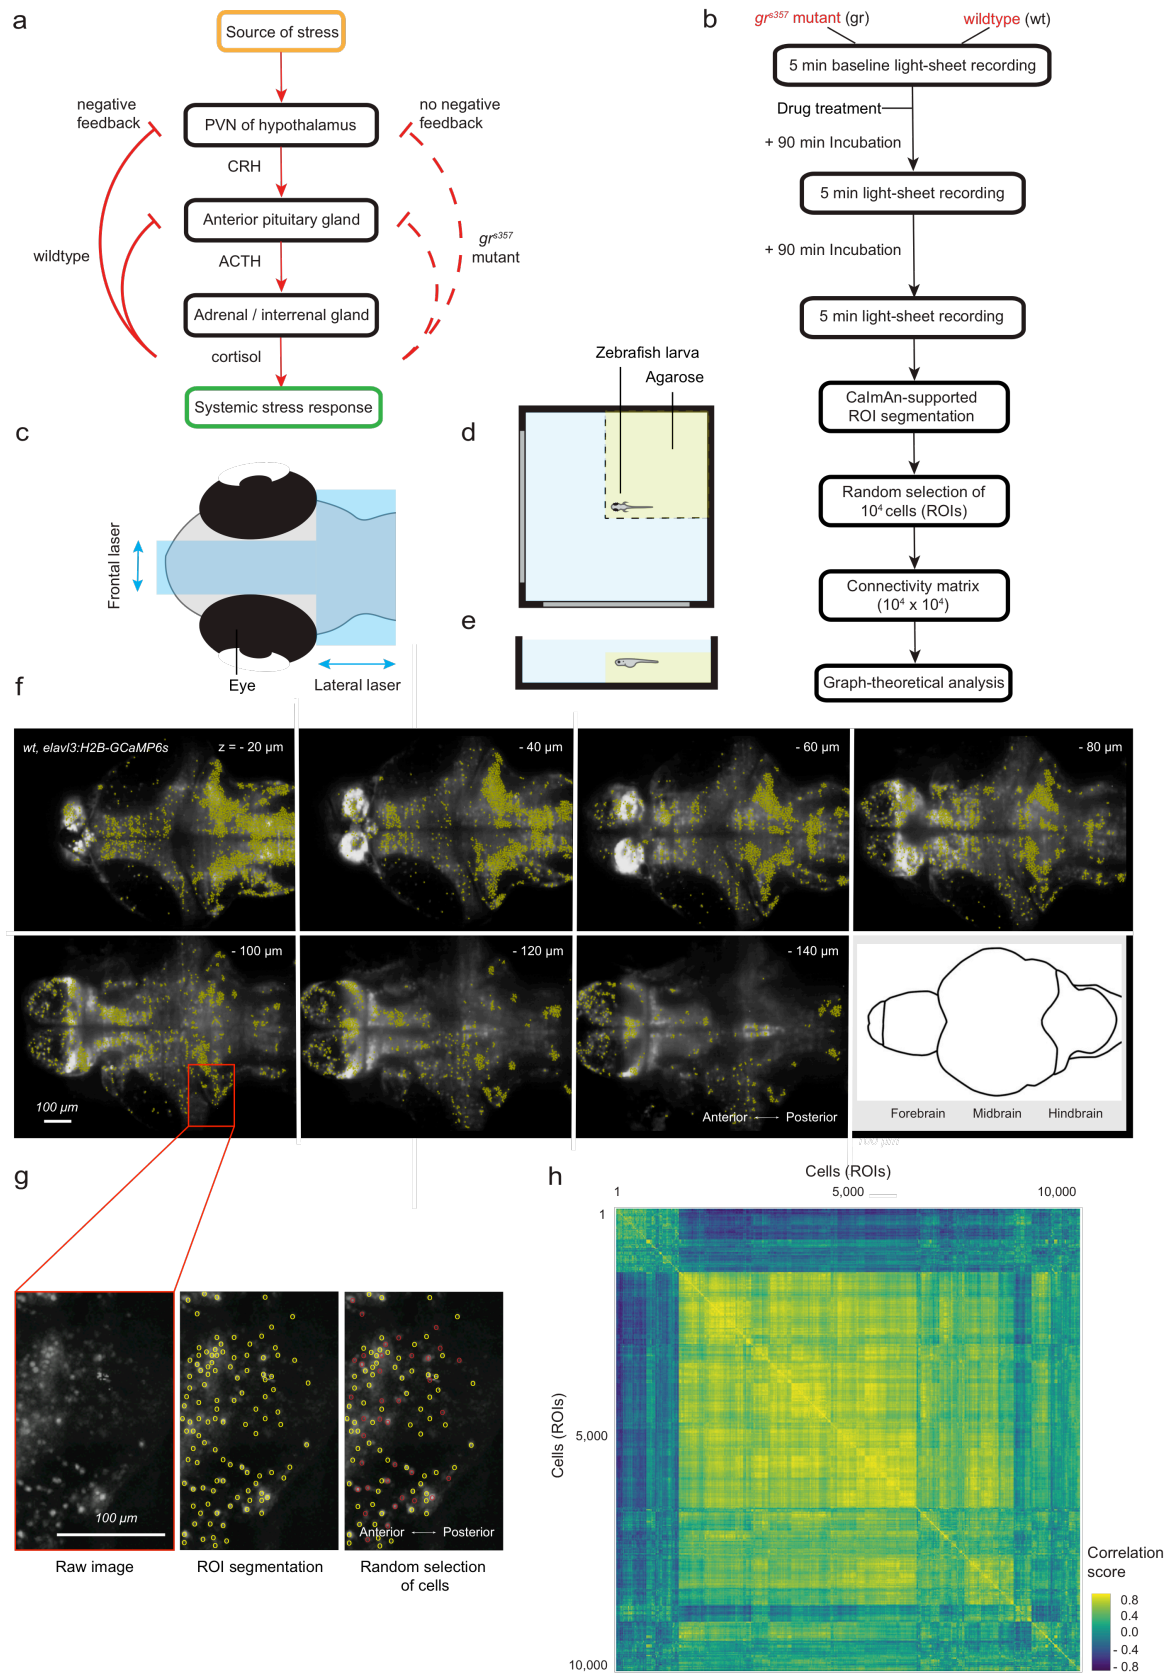 a
Source of stress
negative
feedback
no negative
feedback
PVN of hypothalamus
CRH
Anterior pituitary gland
wildtype
gr^s357
mutant
ACTH
Adrenal / interrenal gland
cortisol
Systemic stress response
b
gr^s357 mutant (gr)
wildtype (wt)
5 min baseline light-sheet recording
Drug treatment
+ 90 min Incubation
5 min light-sheet recording
+ 90 min Incubation
5 min light-sheet recording
CaImAn-supported
ROI segmentation
Random selection of
10^4 cells (ROIs)
Connectivity matrix
(10^4 x 10^4)
Graph-theoretical analysis
c
Frontal laser
Eye
Lateral laser
d
Zebrafish larva
Agarose
e
f
wt, elavl3:H2B-GCaMP6s
z = - 20 µm
- 40 µm
- 60 µm
- 80 µm
- 100 µm
100 µm
- 120 µm
- 140 µm
Anterior
Posterior
Forebrain
Midbrain
Hindbrain
g
100 µm
Anterior
Posterior
Raw image
ROI segmentation
Random selection
of cells
h
Cells (ROIs)
1
5,000
10,000
1
Cells (ROIs)
5,000
10,000
Correlation
score
0.8
0.4
0.0
- 0.4
- 0.8